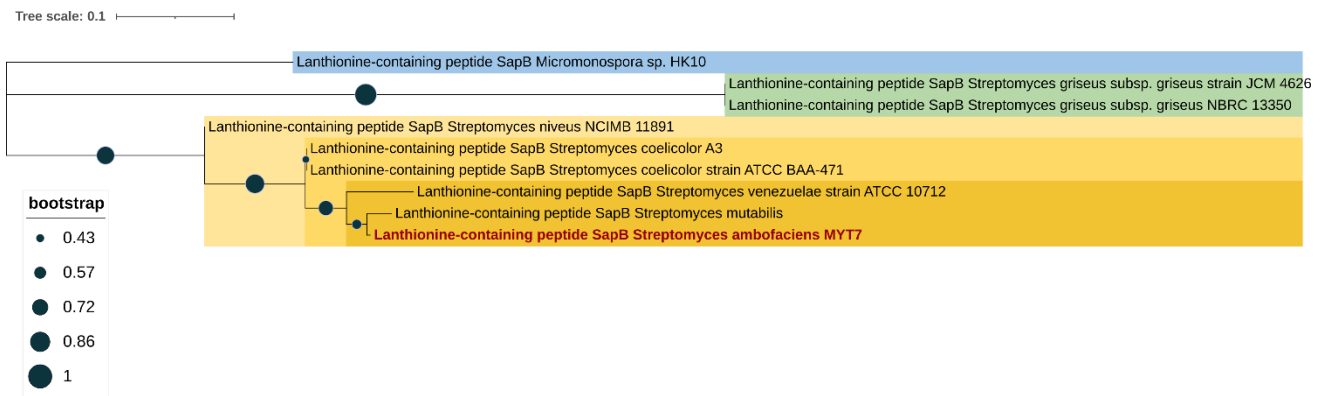 Tree scale: 0.1
Lanthionine-containing peptide SapB Micromonospora sp. HK10
Lanthionine-containing peptide SapB Streptomyces griseus subsp. griseus strain JCM 4626
Lanthionine-containing peptide SapB Streptomyces griseus subsp. griseus NBRC 13350
Lanthionine-containing peptide SapB Streptomyces niveus NCIMB 11891
Lanthionine-containing peptide SapB Streptomyces coelicolor A3
Lanthionine-containing peptide SapB Streptomyces coelicolor strain ATCC BAA-471
Lanthionine-containing peptide SapB Streptomyces venezuelae strain ATCC 10712
Lanthionine-containing peptide SapB Streptomyces mutabilis
Lanthionine-containing peptide SapB Streptomyces ambofaciens MYT7
bootstrap
0.43
0.57
0.72
0.86
1